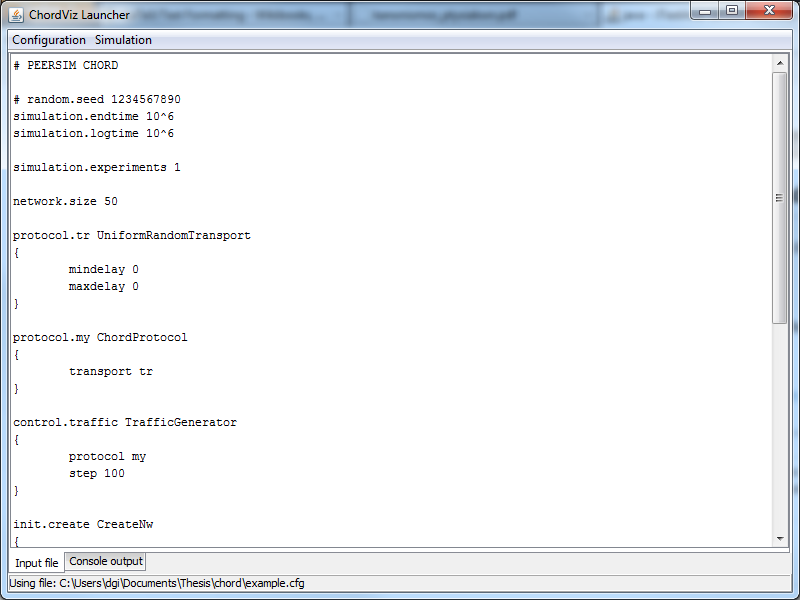 ChordViz Launcher
Configuration Simulation
# PEERSIM CHORD
# random.seed 1234567890
simulation.endtime 10^6
simulation.logtime 10^6
simulation.experiments 1
network.size 50
protocol.tr UniformRandomTransport
{
mindelay 0
maxdelay 0
}
protocol.my ChordProtocol
{
transport tr
}
control.traffic TrafficGenerator
{
protocol my
step 100
}
init.create CreateNw
{
Input file Console output
Using file: C:\Users\dgi\Documents\Thesis\chord\example.cfg